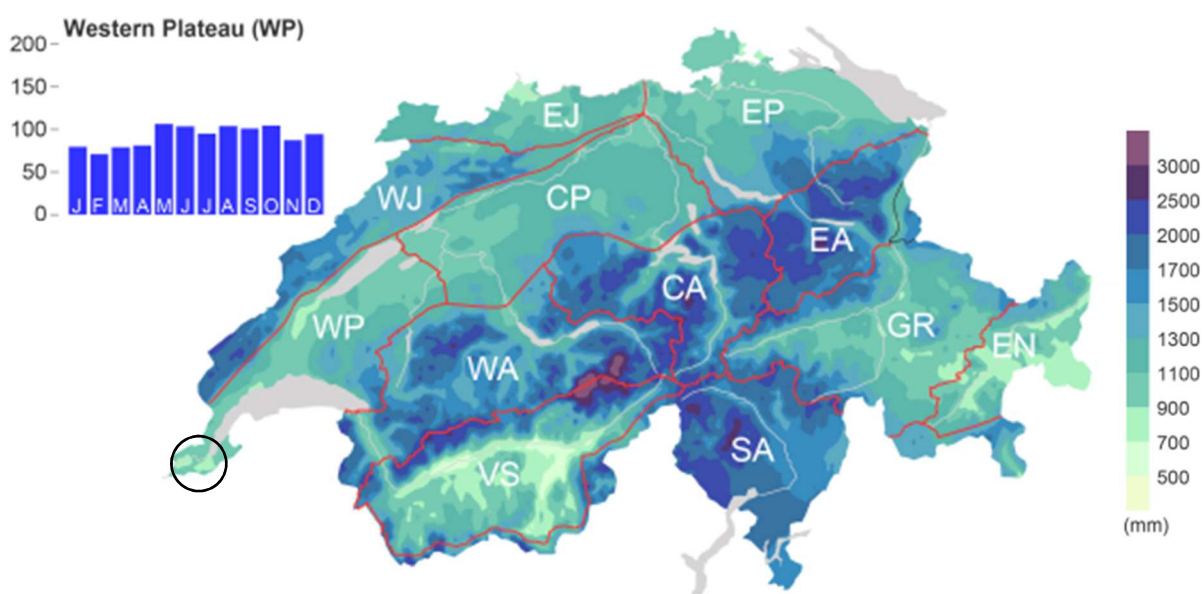 Western Plateau (WP)
200
150
100
50
0
J F M A M J J A S O N D
EJ
EP
WJ
CP
EA
CA
WP
GR
EN
WA
SA
VS
3000
2500
2000
1700
1500
1300
1100
900
700
500
(mm)